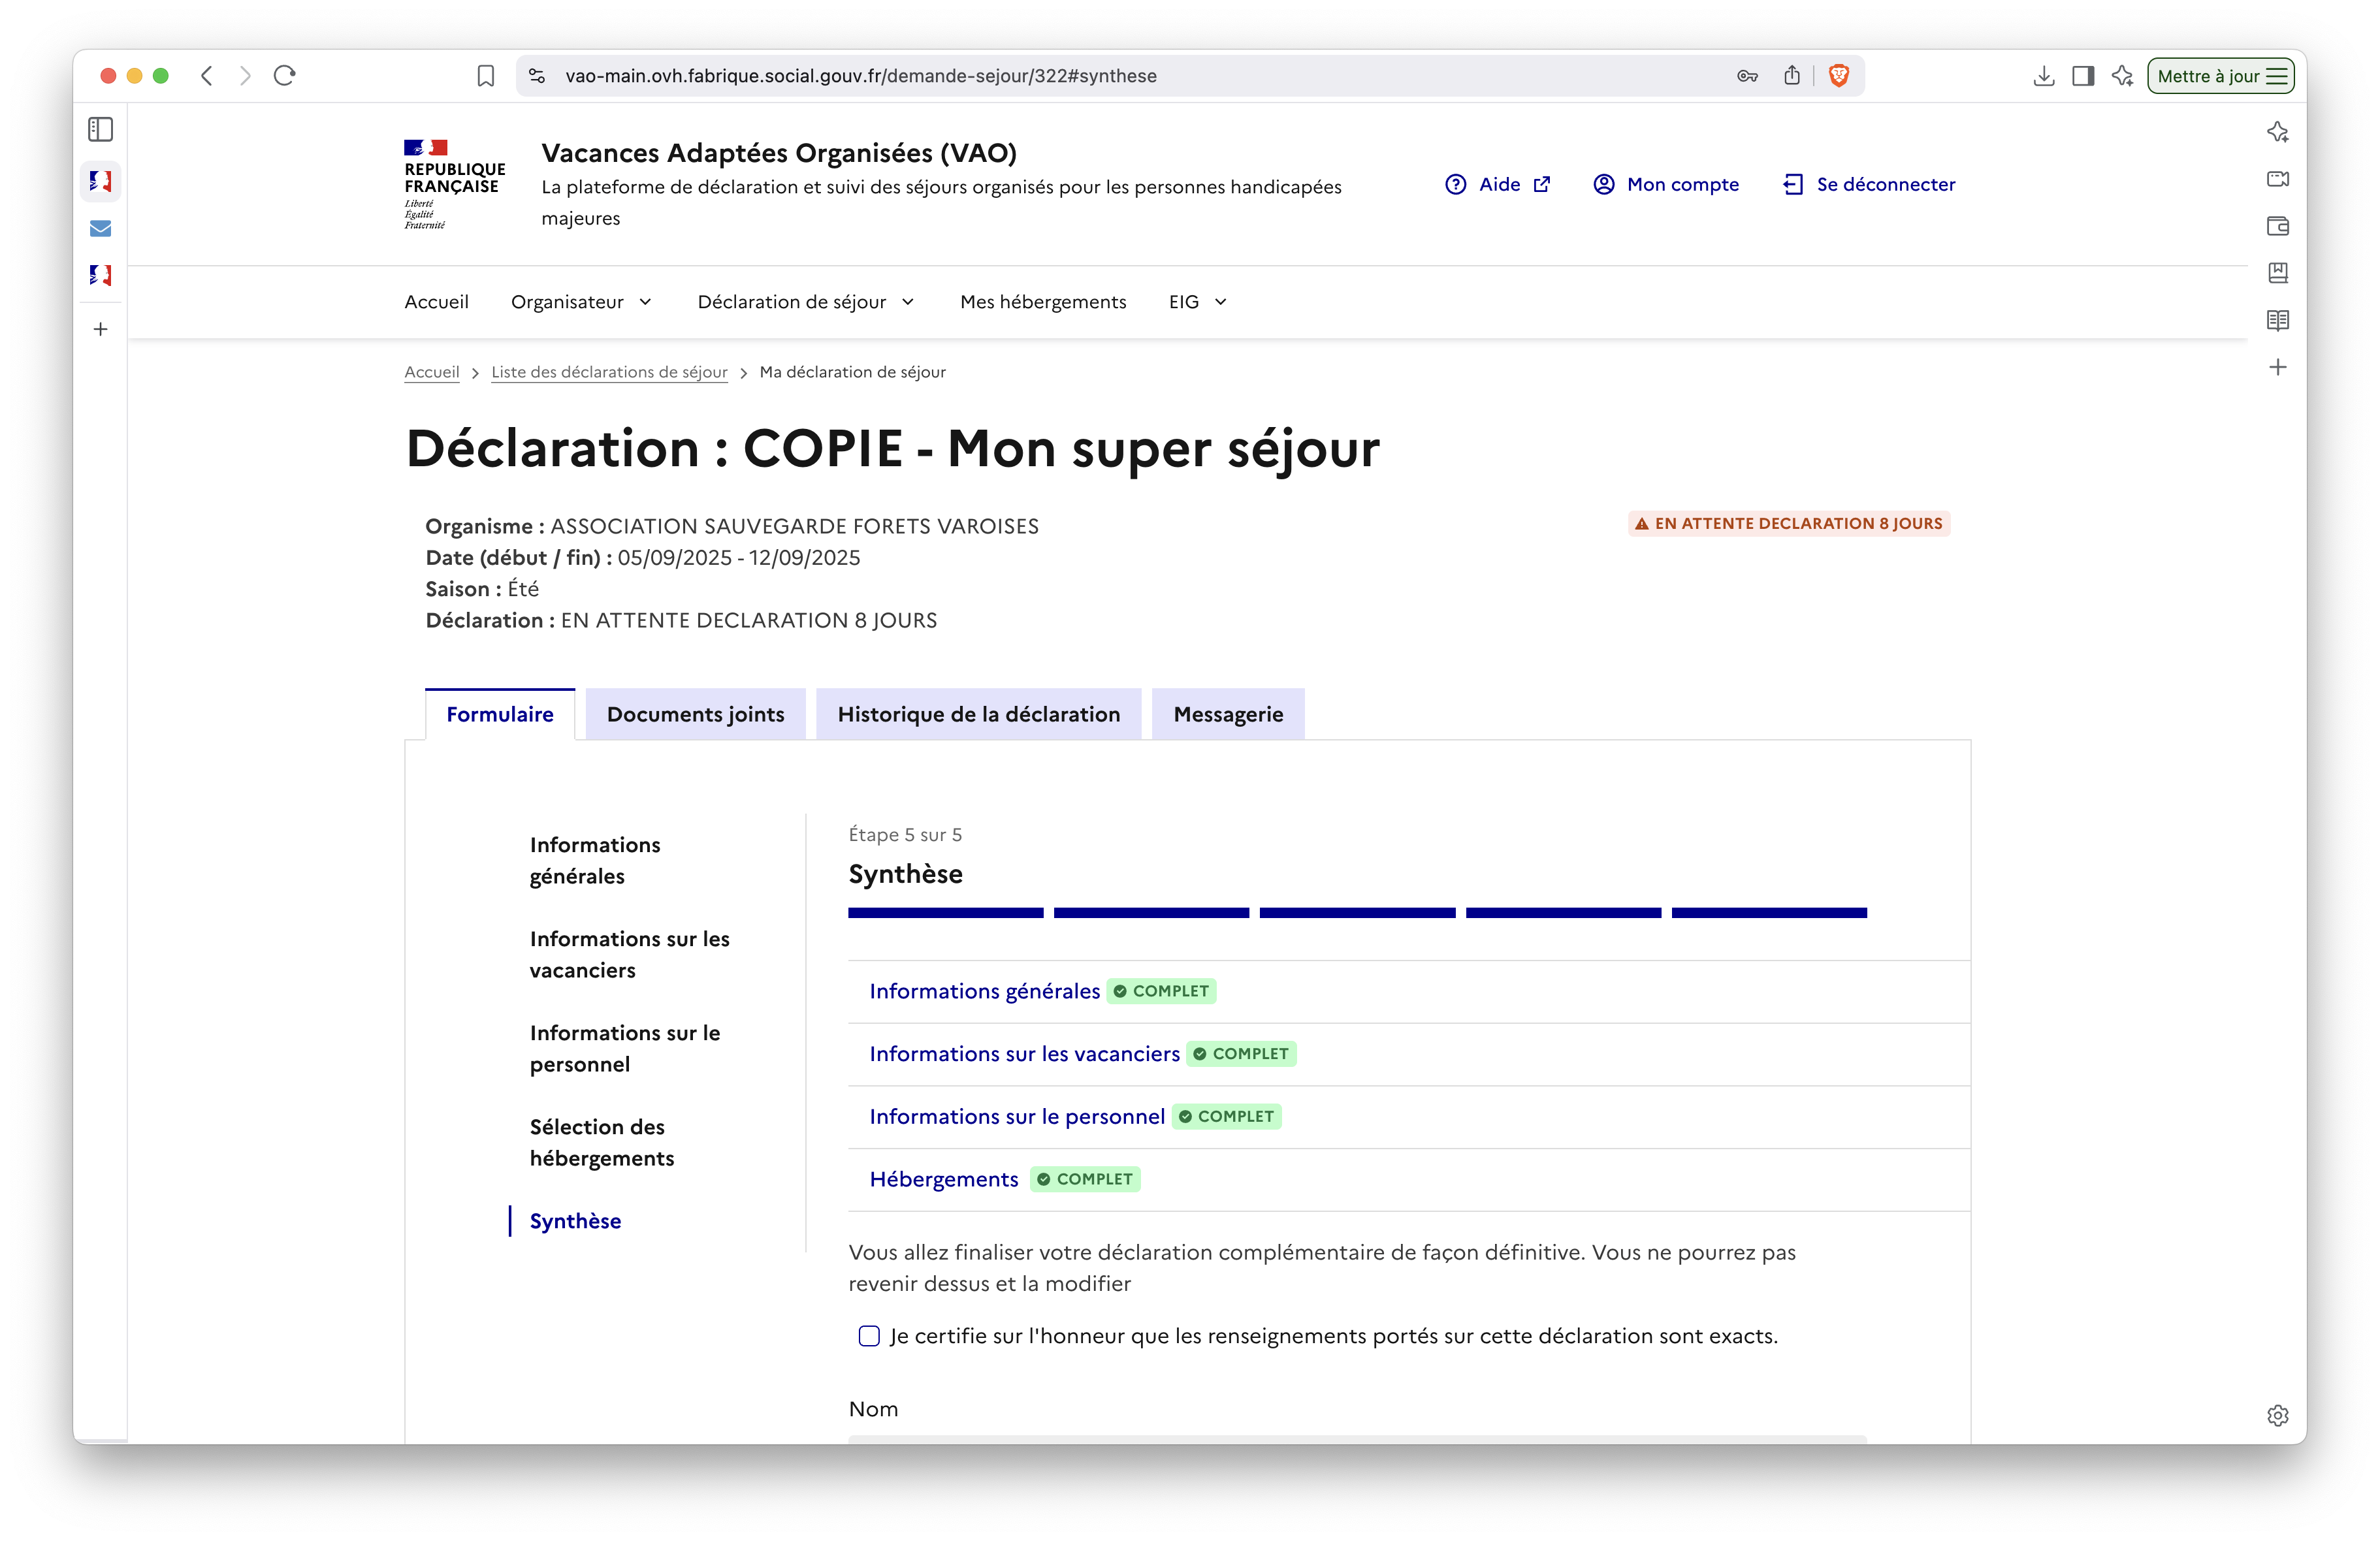 vao-main.ovh.fabrique.social.gouv.fr/demande-sejour/322#synthese
Mettre à jour
REPUBLIQUE
FRANÇAISE
Liberté
Égalité
Fraternité
Vacances Adaptées Organisées (VAO)
La plateforme de déclaration et suivi des séjours organisés pour les personnes handicapées
majeures
Aide
Mon compte
Se déconnecter
Accueil
Organisateur
Déclaration de séjour
Mes hébergements
EIG
Accueil > Liste des déclarations de séjour > Ma déclaration de séjour
Déclaration : COPIE - Mon super séjour
Organisme : ASSOCIATION SAUVEGARDE FORETS VAROISES
EN ATTENTE DECLARATION 8 JOURS
Date (début / fin) : 05/09/2025 - 12/09/2025
Saison : Été
Déclaration : EN ATTENTE DECLARATION 8 JOURS
Formulaire
Documents joints
Historique de la déclaration
Messagerie
Informations
générales
Informations sur les
vacanciers
Informations sur le
personnel
Sélection des
hébergements
Synthèse
Étape 5 sur 5
Synthèse
Informations générales COMPLET
Informations sur les vacanciers COMPLET
Informations sur le personnel COMPLET
Hébergements COMPLET
Vous allez finaliser votre déclaration complémentaire de façon définitive. Vous ne pourrez pas
revenir dessus et la modifier
Je certifie sur l'honneur que les renseignements portés sur cette déclaration sont exacts.
Nom